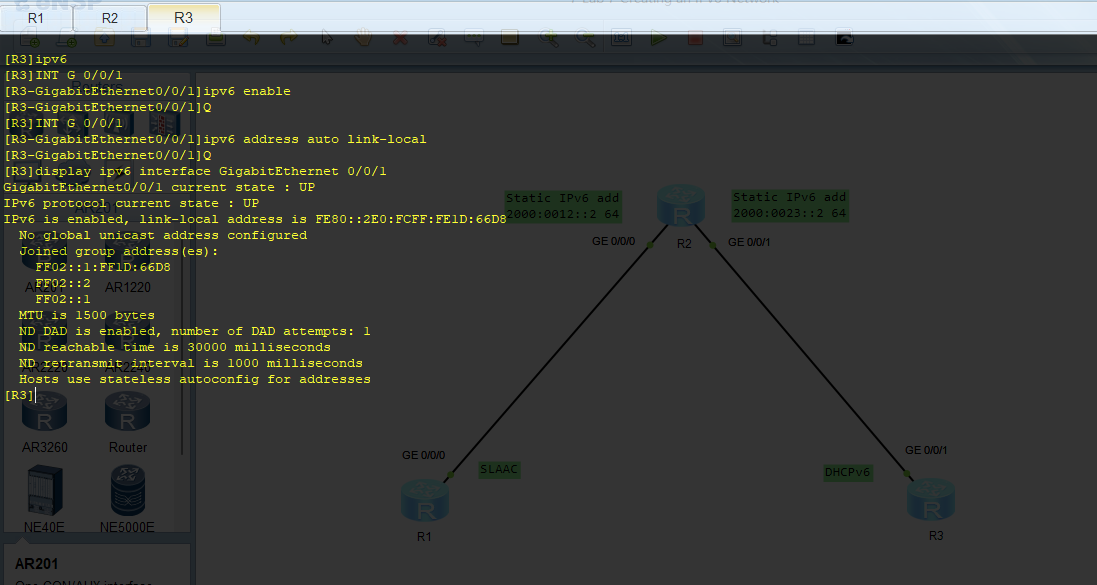 R1
R2
R3
[R3]ipv6
[R3]INT G 0/0/1
[R3-GigabitEthernet0/0/1]ipv6 enable
[R3-GigabitEthernet0/0/1]Q
[R3]INT G 0/0/1
[R3-GigabitEthernet0/0/1]ipv6 address auto link-local
[R3-GigabitEthernet0/0/1]Q
[R3]display ipv6 interface GigabitEthernet 0/0/1
GigabitEthernet0/0/1 current state : UP
IPv6 protocol current state : UP
IPv6 is enabled, link-local address is FE80::2E0:FCFF:FE1D:66D8
No global unicast address configured
Joined group address(es):
FF02::1:FF1D:66D8
FF02::2
FF02::1
MTU is 1500 bytes
ND DAD is enabled, number of DAD attempts: 1
ND reachable time is 30000 milliseconds
ND retransmit interval is 1000 milliseconds
Hosts use stateless autoconfig for addresses
[R3]
AR201
AR1220
AR3260
Router
NE40E
NE5000E
AR201
Static IPv6 add
2000:0012::2 64
Static IPv6 add
2000:0023::2 64
GE 0/0/0
R2
GE 0/0/1
GE 0/0/0
SLAAC
R1
GE 0/0/1
DHCPv6
R3